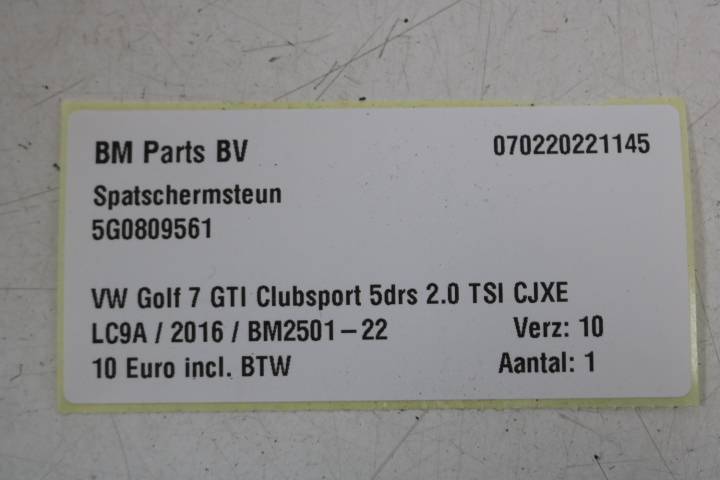 BM Parts BV 070220221145
Spatschermsteun
5G0809561
VW Golf 7 GTI Clubsport 5drs 2.0 TSI CJXE
LC9A / 2016 / BM2501-22 Verz: 10
10 Euro incl. BTW Aantal: 1